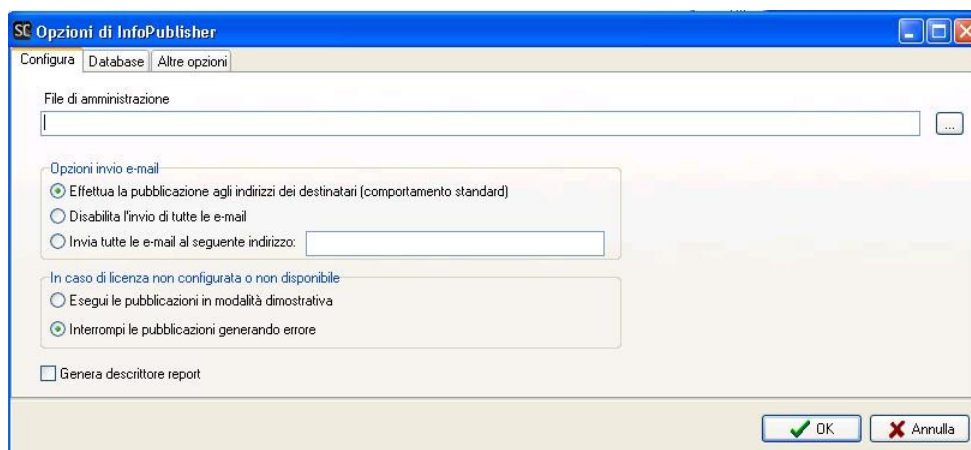 SC Opzioni di InfoPublisher
Configura Database Altre opzioni
File di amministrazione
...
Opzioni invio e-mail
Effettua la pubblicazione agli indirizzi dei destinatari (comportamento standard)
Disabilita l'invio di tutte le e-mail
Invia tutte le e-mail al seguente indirizzo:
In caso di licenza non configurata o non disponibile
Esegui le pubblicazioni in modalità dimostrativa
Interrompi le pubblicazioni generando errore
Genera descrittore report
OK Annulla